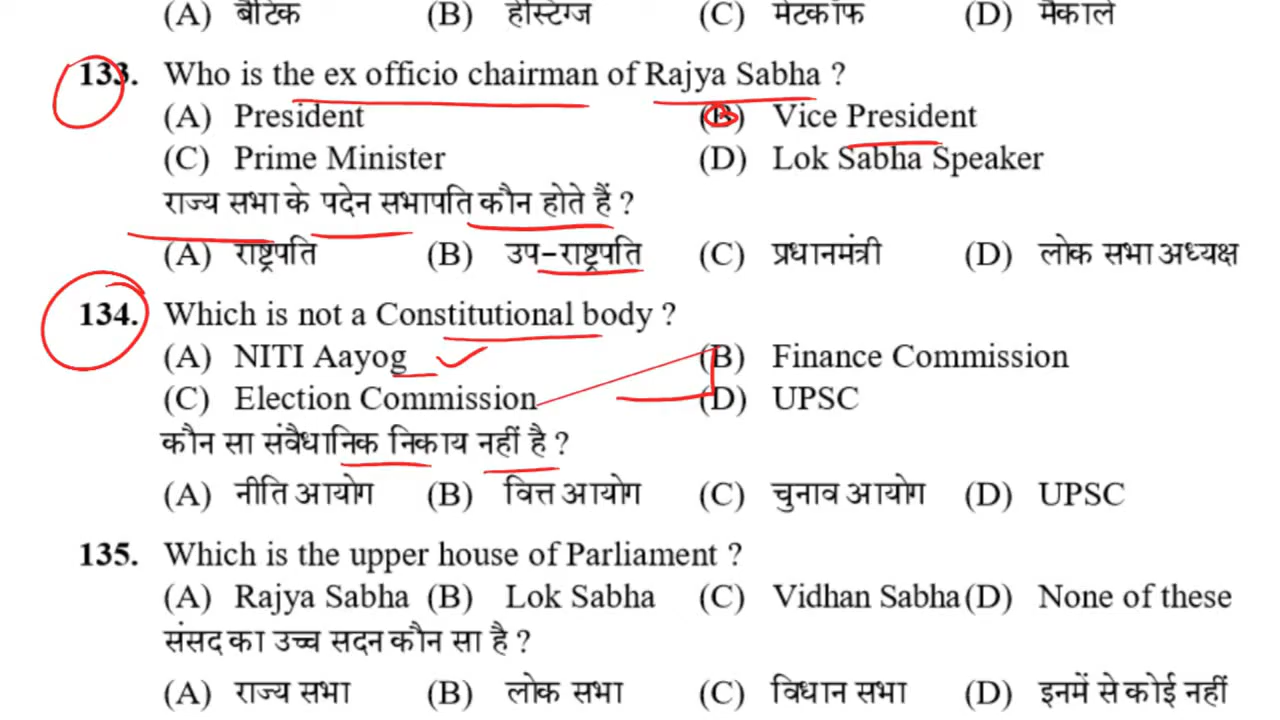 (A) बैंटिक (B) हेस्टिंग्ज (C) मेटकॉफ (D) मैकाले
133. Who is the ex officio chairman of Rajya Sabha ?
(A) President (B) Vice President
(C) Prime Minister (D) Lok Sabha Speaker
राज्य सभा के पदेन सभापति कौन होते हैं ?
(A) राष्ट्रपति (B) उप-राष्ट्रपति (C) प्रधानमंत्री (D) लोक सभा अध्यक्ष
134. Which is not a Constitutional body ?
(A) NITI Aayog (B) Finance Commission
(C) Election Commission (D) UPSC
कौन सा संवैधानिक निकाय नहीं है ?
(A) नीति आयोग (B) वित्त आयोग (C) चुनाव आयोग (D) UPSC
135. Which is the upper house of Parliament ?
(A) Rajya Sabha (B) Lok Sabha (C) Vidhan Sabha (D) None of these
संसद का उच्च सदन कौन सा है ?
(A) राज्य सभा (B) लोक सभा (C) विधान सभा (D) इनमें से कोई नहीं